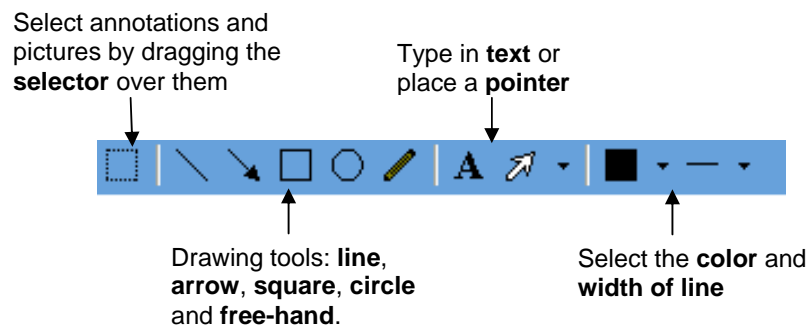 Select annotations and
pictures by dragging the
selector over them
Type in text or
place a pointer
A
Drawing tools: line,
arrow, square, circle
and free-hand.
Select the color and
width of line